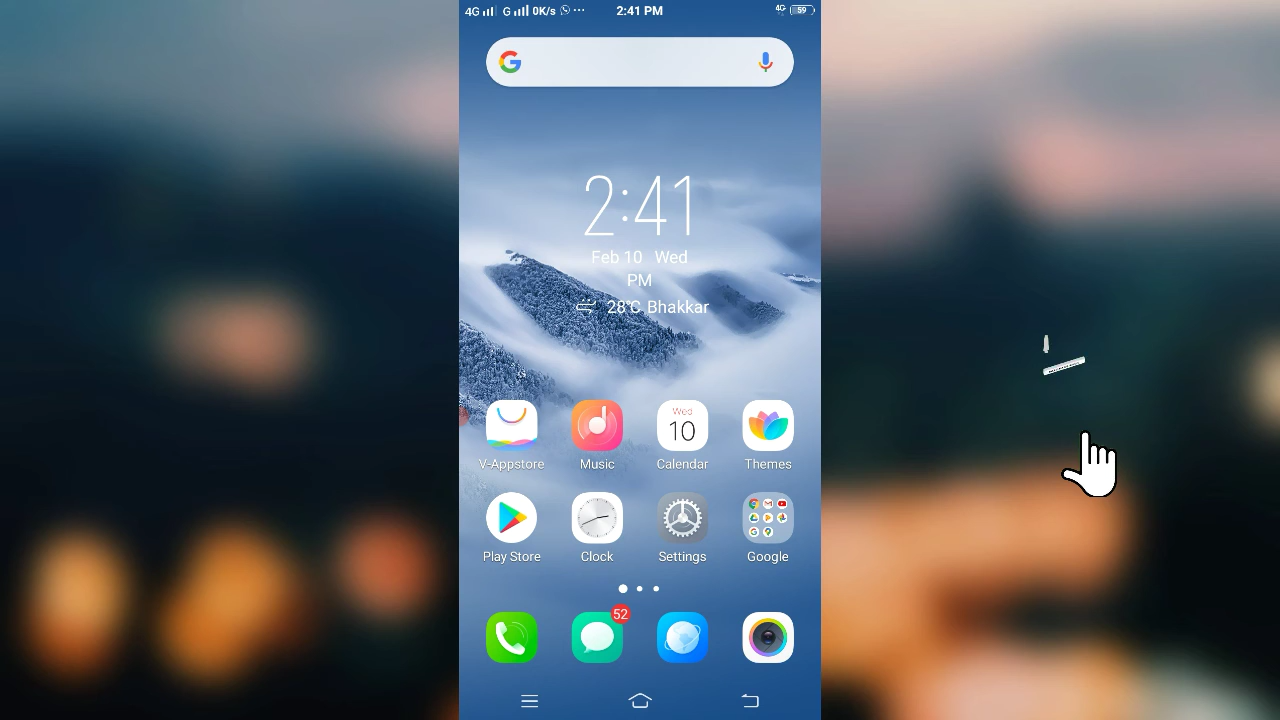 4G G 0K/s ... 2:41 PM 4G 59
2:41
Feb 10 Wed
PM
28°C Bhakkar
Wed
10
V-Appstore Music Calendar Themes
Play Store Clock Settings Google
52